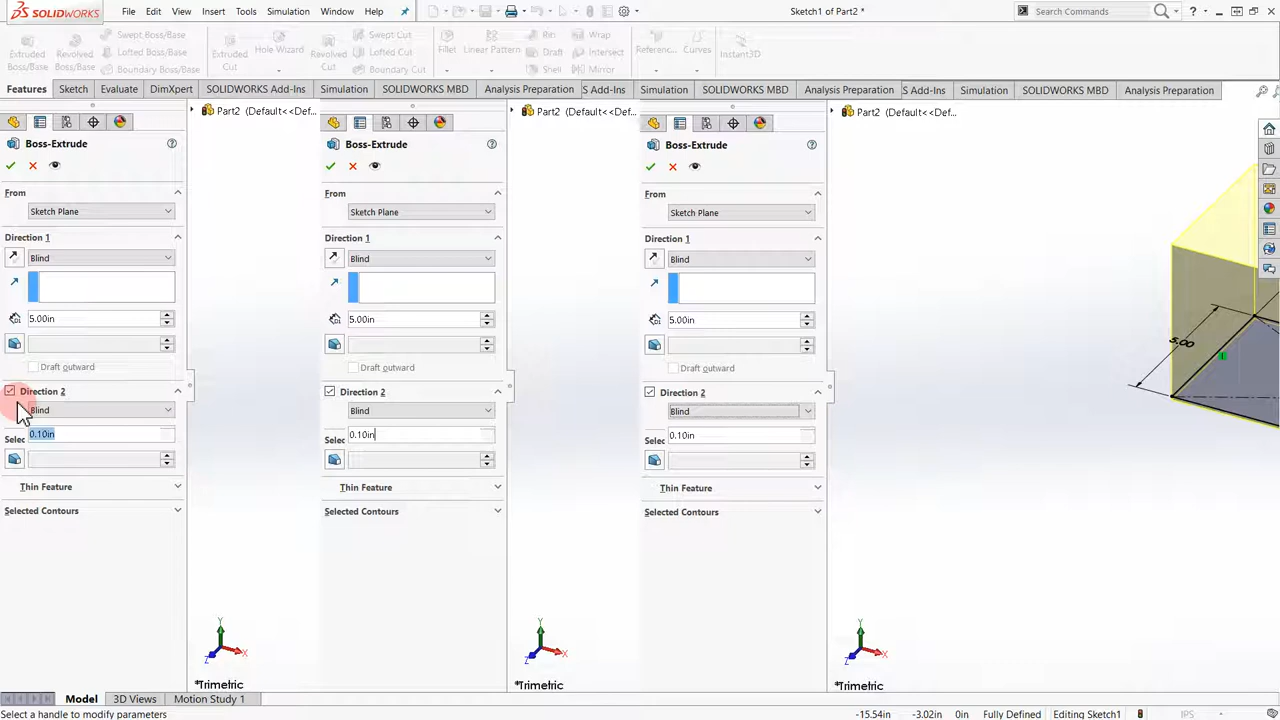 SOLIDWORKS File Edit View Insert Tools Simulation Window Help Sketch1 of Part2 * Search Commands ?
Extruded Boss/Base Revolved Boss/Base Swept Boss/Base Lofted Boss/Base Boundary Boss/Base Extruded Cut Hole Wizard Revolved Cut Swept Cut Lofted Cut Boundary Cut Fillet Linear Pattern Rib Draft Shell Wrap Intersect Mirror Referenc... Curves Instant3D
Features Sketch Evaluate DimXpert SOLIDWORKS Add-Ins Simulation SOLIDWORKS MBD Analysis Preparation S Add-Ins Simulation SOLIDWORKS MBD Analysis Preparation S Add-Ins Simulation SOLIDWORKS MBD Analysis Preparation
Part2 (Default<<Def... Part2 (Default<<Def... Part2 (Default<<Def...
Boss-Extrude Boss-Extrude Boss-Extrude
From From From
Sketch Plane Sketch Plane Sketch Plane
Direction 1 Direction 1 Direction 1
Blind Blind Blind
5.00in 5.00in 5.00in
5.00
Draft outward Draft outward Draft outward
Direction 2 Direction 2 Direction 2
Blind Blind Blind
0.10in 0.10in 0.10in
Selec Selec
Thin Feature Thin Feature Thin Feature
Selected Contours Selected Contours Selected Contours
Y X Z Y X Z Y X Z
*Trimetric *Trimetric *Trimetric
Model 3D Views Motion Study 1
Select a handle to modify parameters -15.54in -3.02in 0in Fully Defined Editing Sketch1 IPS